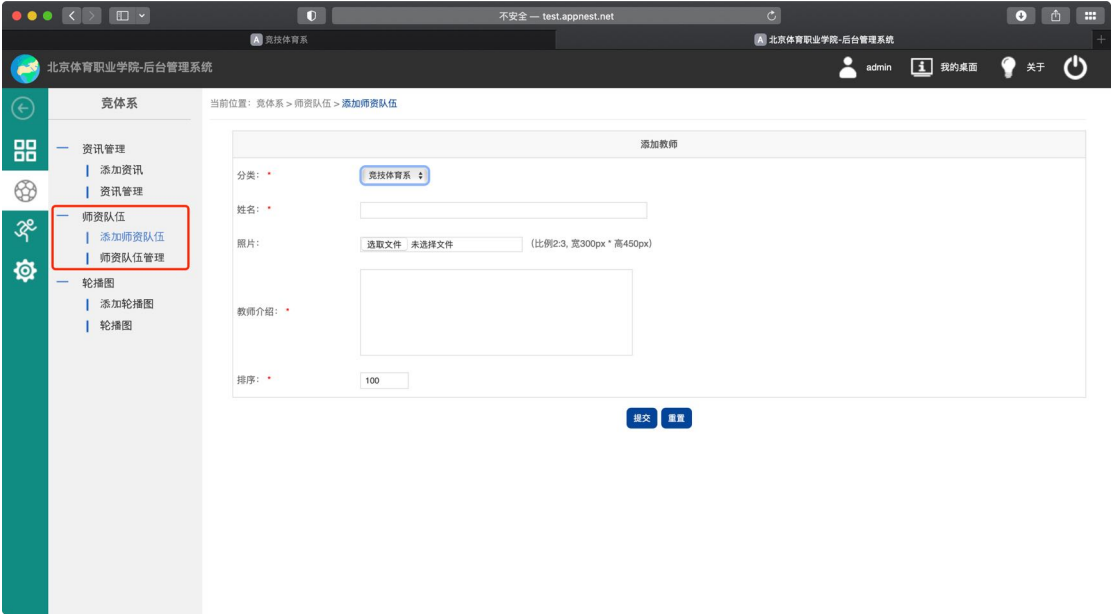 不安全 — test.appnest.net
A 竞技体育系
A 北京体育职业学院-后台管理系统
北京体育职业学院-后台管理系统
admin
我的桌面
关于
竞体系
当前位置：竞体系 > 师资队伍 > 添加师资队伍
资讯管理
添加资讯
资讯管理
师资队伍
添加师资队伍
师资队伍管理
轮播图
添加轮播图
轮播图
添加教师
分类： * 竞技体育系
姓名： *
照片： 选取文件 未选择文件 (比例2:3, 宽300px * 高450px)
教师介绍： *
排序： * 100
提交 重置